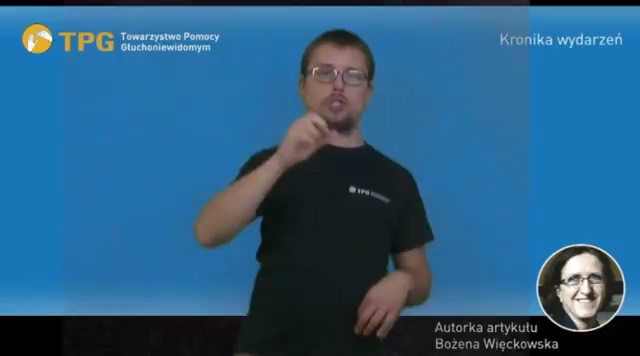 TPG
Towarzystwo Pomocy
Głuchoniewidomym
Kronika wydarzeń
TPG
Autorka artykułu
Bożena Więckowska